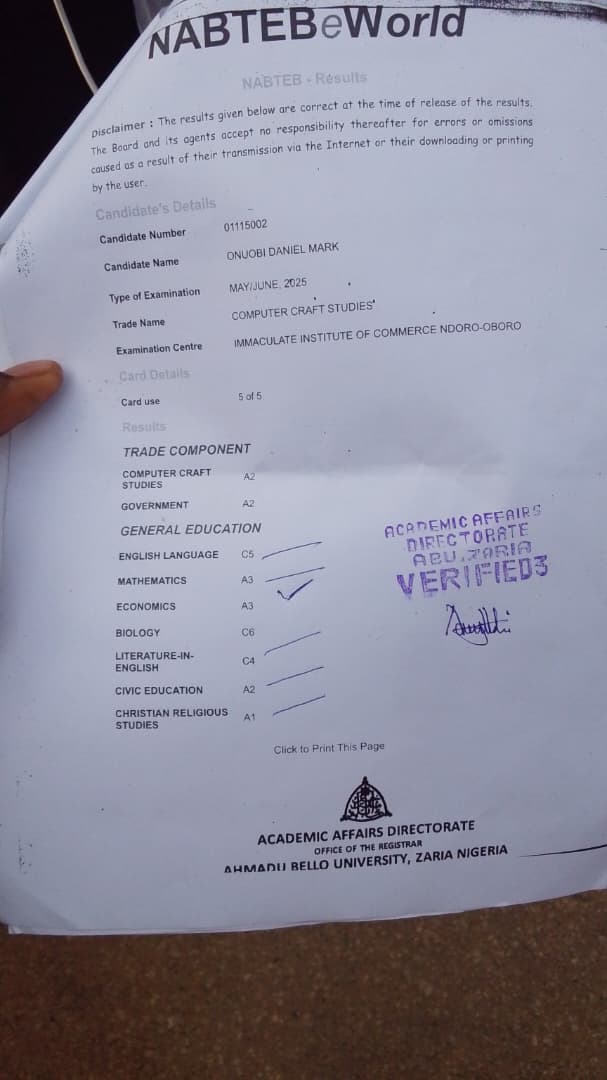 NABTEBeWorld
NABTEB - Results
Disclaimer : The results given below are correct at the time of release of the results.
The Board and its agents accept no responsibility thereafter for errors or omissions
caused as a result of their transmission via the Internet or their downloading or printing
by the user.
Candidate's Details
Candidate Number 01115002
Candidate Name ONUOBI DANIEL MARK
Type of Examination MAY/JUNE, 2025
Trade Name COMPUTER CRAFT STUDIES
Examination Centre IMMACULATE INSTITUTE OF COMMERCE NDORO-OBORO
Card Details
Card use 5 of 5
Results
TRADE COMPONENT
COMPUTER CRAFT
STUDIES A2
GOVERNMENT A2
GENERAL EDUCATION
ENGLISH LANGUAGE C5
MATHEMATICS A3
ECONOMICS A3
BIOLOGY C6
LITERATURE-IN-
ENGLISH C4
CIVIC EDUCATION A2
CHRISTIAN RELIGIOUS
STUDIES A1
ACADEMIC AFFAIRS
DIRECTORATE
ABU, ZARIA
VERIFIED3
Click to Print This Page
ACADEMIC AFFAIRS DIRECTORATE
OFFICE OF THE REGISTRAR
AHMADU BELLO UNIVERSITY, ZARIA NIGERIA